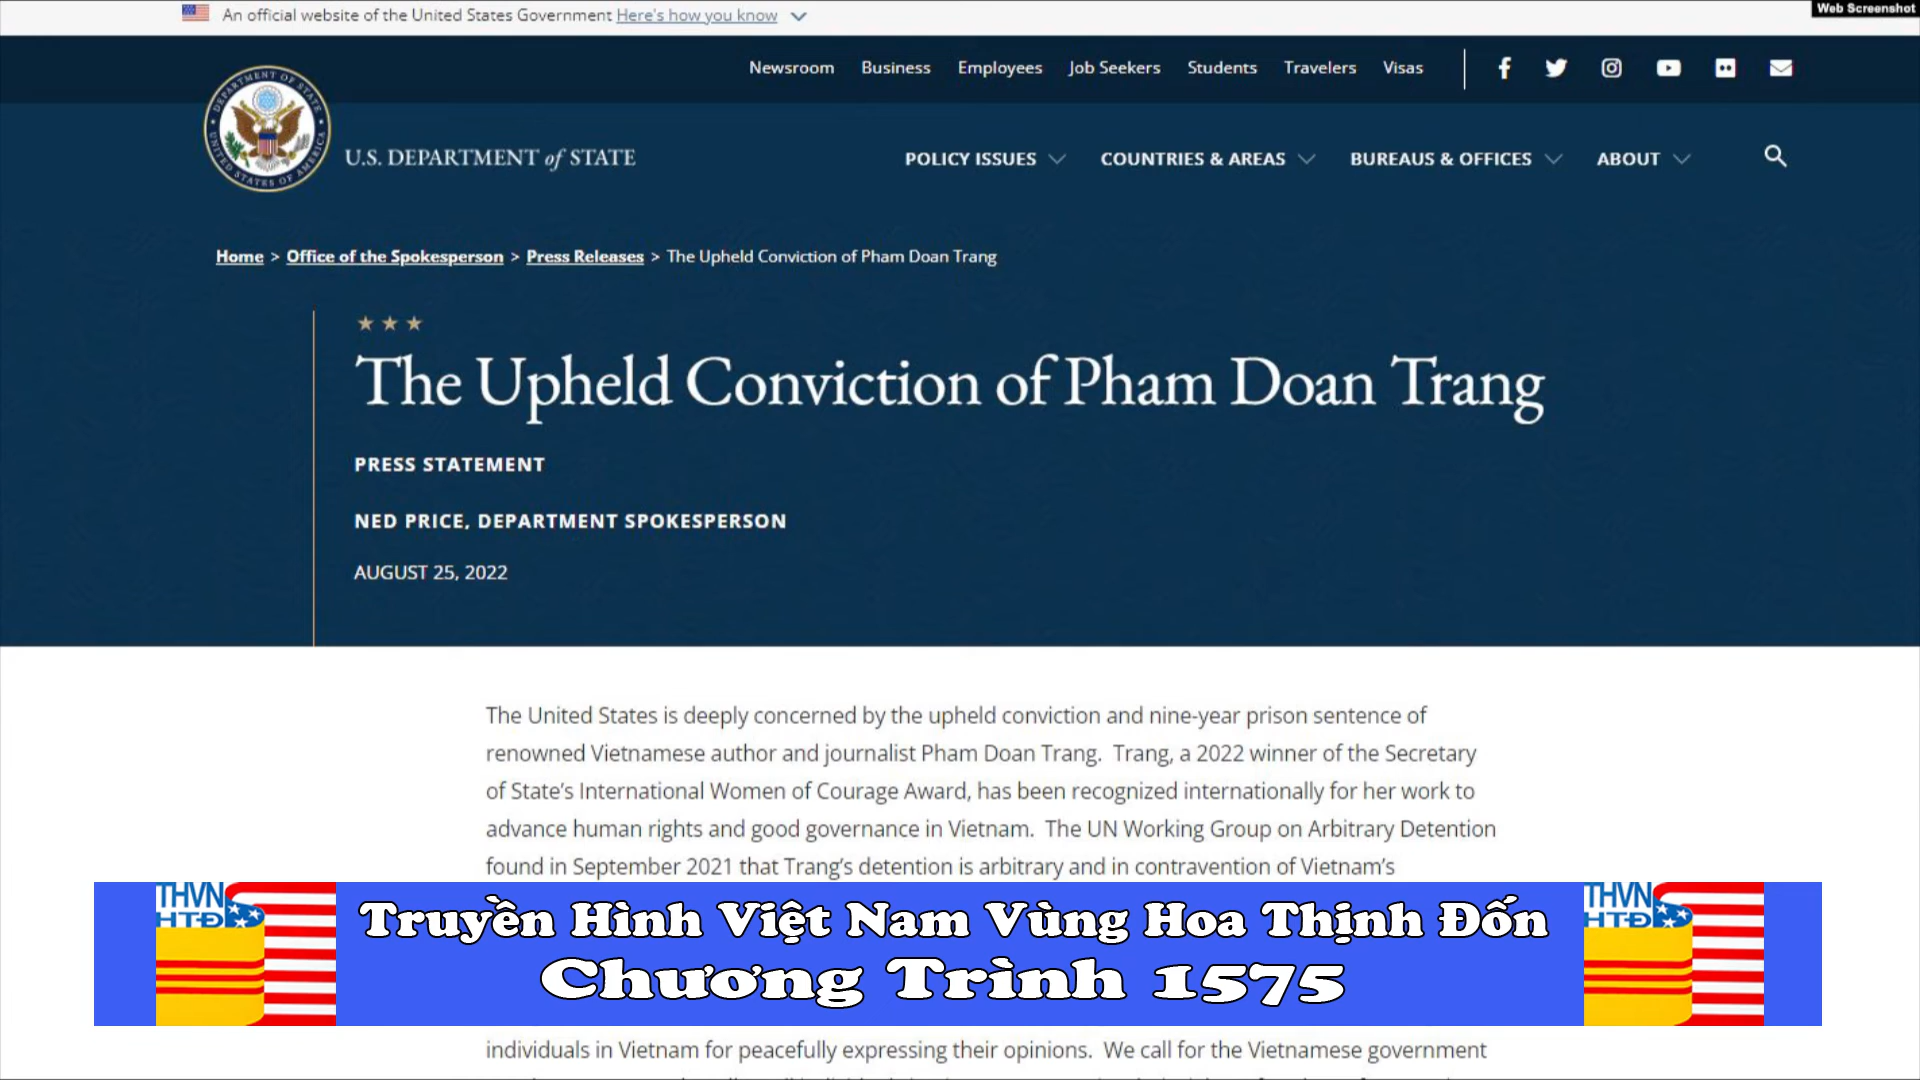 An official website of the United States Government Here's how you know
Web Screenshot
Newsroom Business Employees Job Seekers Students Travelers Visas
DEPARTMENT OF STATE
UNITED STATES OF AMERICA
U.S. DEPARTMENT of STATE
POLICY ISSUES COUNTRIES & AREAS BUREAUS & OFFICES ABOUT
Home > Office of the Spokesperson > Press Releases > The Upheld Conviction of Pham Doan Trang
The Upheld Conviction of Pham Doan Trang
PRESS STATEMENT
NED PRICE, DEPARTMENT SPOKESPERSON
AUGUST 25, 2022
The United States is deeply concerned by the upheld conviction and nine-year prison sentence of
renowned Vietnamese author and journalist Pham Doan Trang. Trang, a 2022 winner of the Secretary
of State's International Women of Courage Award, has been recognized internationally for her work to
advance human rights and good governance in Vietnam. The UN Working Group on Arbitrary Detention
found in September 2021 that Trang's detention is arbitrary and in contravention of Vietnam's
THVN
HTĐ
Truyền Hình Việt Nam Vùng Hoa Thịnh Đốn
Chương Trình 1575
THVN
HTĐ
individuals in Vietnam for peacefully expressing their opinions. We call for the Vietnamese government